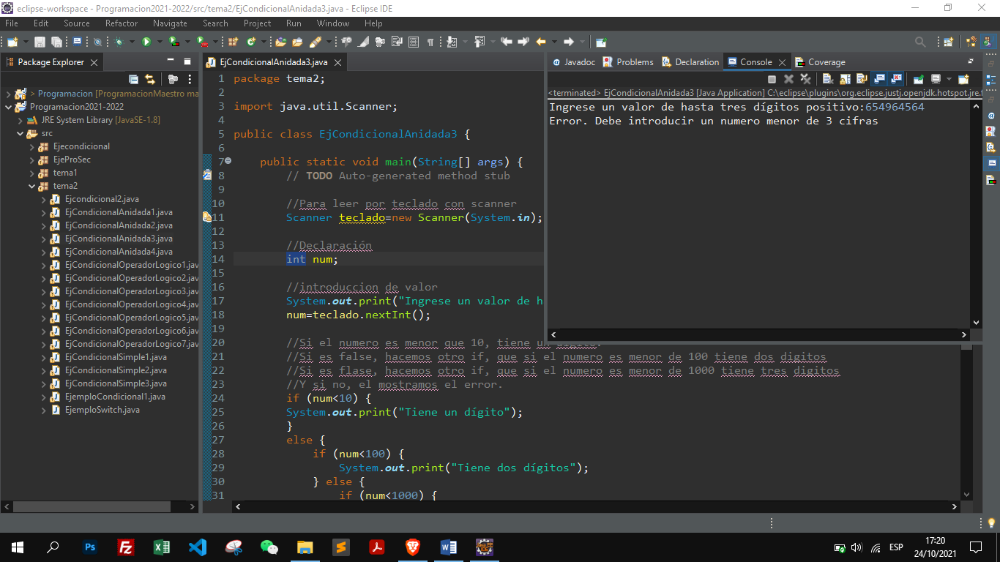 eclipse-workspace - Programacion2021-2022/src/tema2/EjCondicionalAnidada3.java - Eclipse IDE
File Edit Source Refactor Navigate Search Project Run Window Help
Package Explorer
> Programacion [ProgramacionMaestro ma
Programacion2021-2022
JRE System Library [JavaSE-1.8]
src
Ejecondicional
EjeProSec
tema1
tema2
Ejcondicional2.java
EjCondicionalAnidada1.java
EjCondicionalAnidada2.java
EjCondicionalAnidada3.java
EjCondicionalAnidada4.java
EjCondicionalOperadorLogico1.jav
EjCondicionalOperadorLogico2.jav
EjCondicionalOperadorLogico3.jav
EjCondicionalOperadorLogico4.jav
EjCondicionalOperadorLogico5.jav
EjCondicionalOperadorLogico6.jav
EjCondicionalOperadorLogico7.jav
EjCondicionalSimple1.java
EjCondicionalSimple2.java
EjCondicionalSimple3.java
EjemploCondicional1.java
EjemploSwitch.java
EjCondicionalAnidada3.java
1 package tema2;
2
3 import java.util.Scanner;
4
5 public class EjCondicionalAnidada3 {
6
7 public static void main(String[] args) {
8 // TODO Auto-generated method stub
9
10 //Para leer por teclado con scanner
11 Scanner teclado=new Scanner(System.in);
12
13 //Declaración
14 int num;
15
16 //introduccion de valor
17 System.out.print("Ingrese un valor de h
18 num=teclado.nextInt();
19
20 //Si el numero es menor que 10, tiene un digito.
21 //Si es false, hacemos otro if, que si el numero es menor de 100 tiene dos digitos
22 //Si es flase, hacemos otro if, que si el numero es menor de 1000 tiene tres digitos
23 //Y si no, el mostramos el error.
24 if (num<10) {
25 System.out.print("Tiene un dígito");
26 }
27 else {
28 if (num<100) {
29 System.out.print("Tiene dos dígitos");
30 } else {
31 if (num<1000) {
Javadoc Problems Declaration Console Coverage
<terminated> EjCondicionalAnidada3 [Java Application] C:\eclipse\plugins\org.eclipse.justj.openjdk.hotspot.jre.f
Ingrese un valor de hasta tres dígitos positivo:654964564
Error. Debe introducir un numero menor de 3 cifras
Ps
Fz
ESP
17:20
24/10/2021